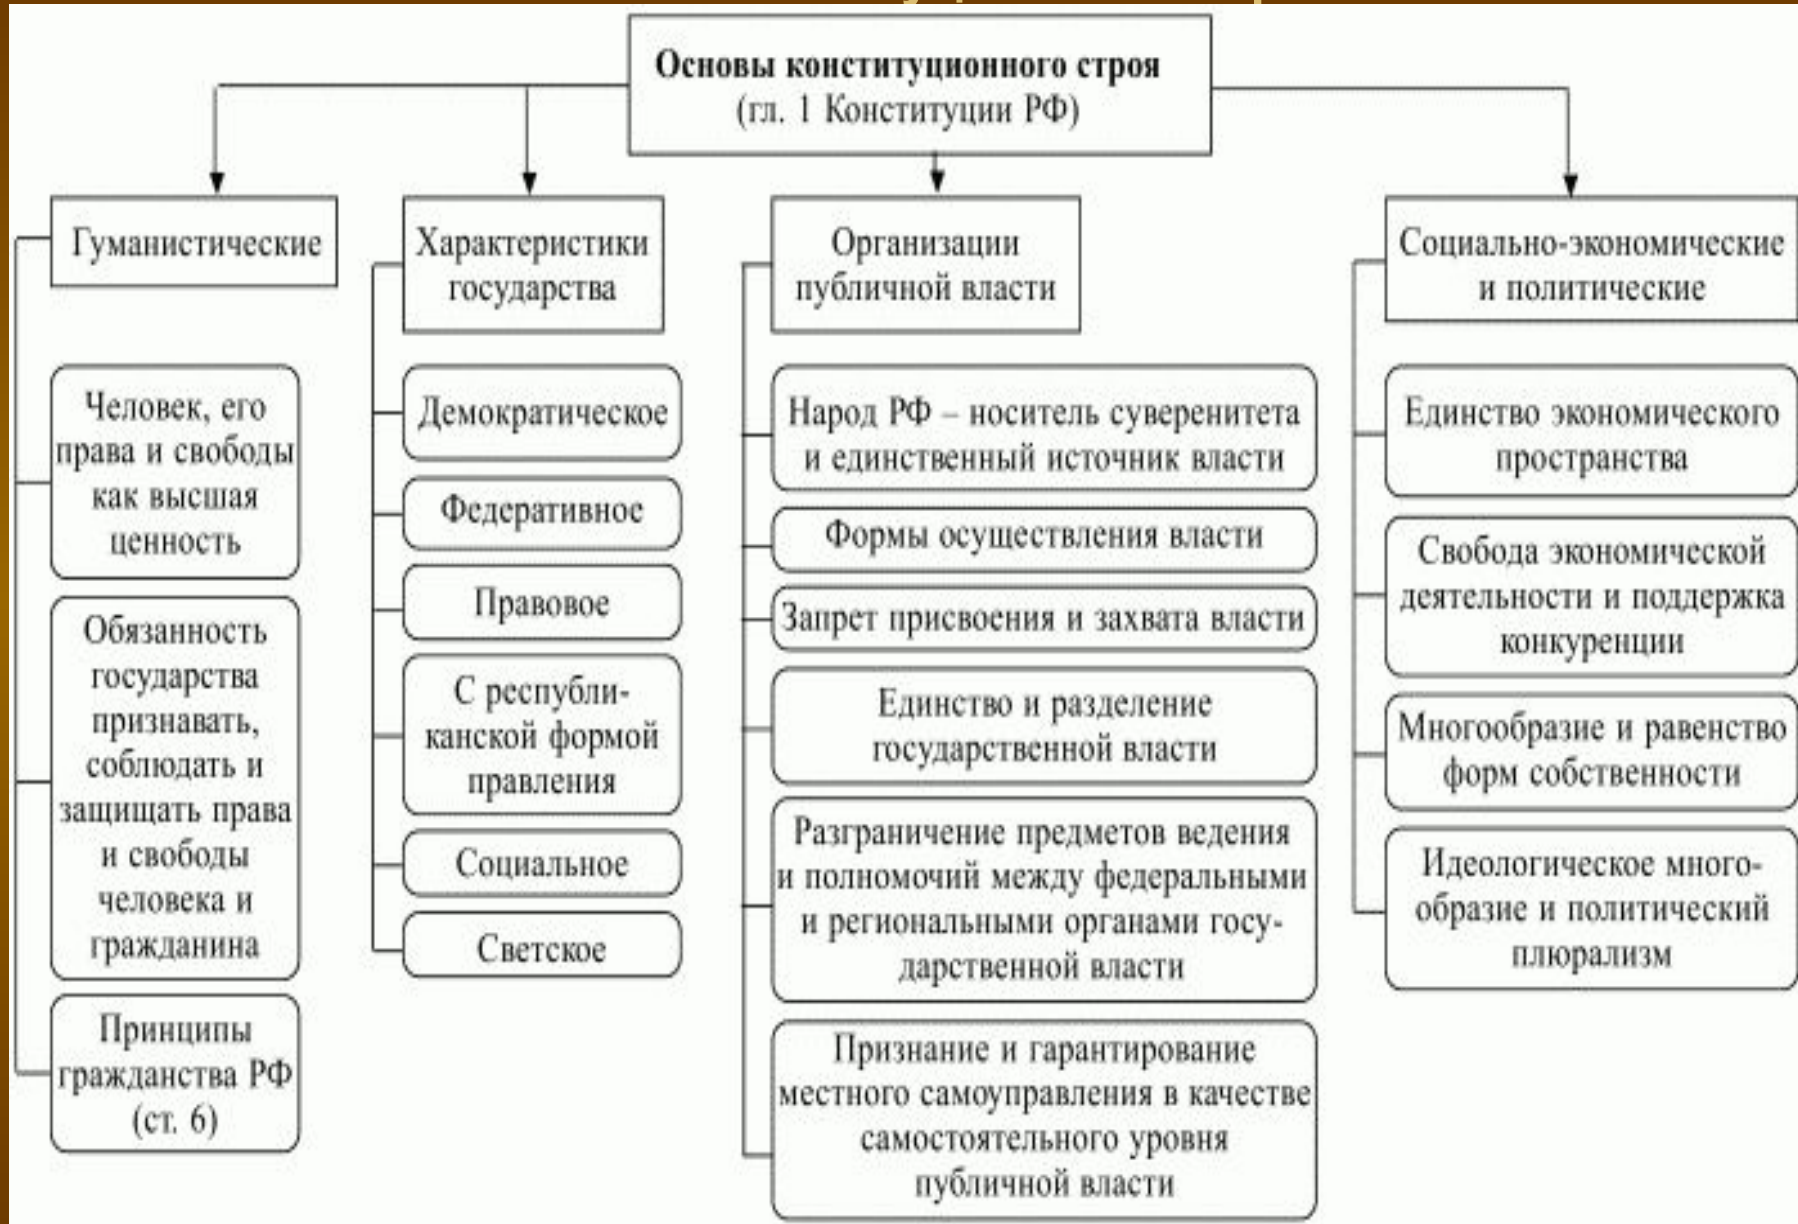 Основы конституционного строя
(гл. 1 Конституции РФ)
Гуманистические
Человек, его
права и свободы
как высшая
ценность
Обязанность
государства
признавать,
соблюдать и
защищать права
и свободы
человека и
гражданина
Принципы
гражданства РФ
(ст. 6)
Характеристики
государства
Демократическое
Федеративное
Правовое
С республи-
канской формой
правления
Социальное
Светское
Организации
публичной власти
Народ РФ – носитель суверенитета
и единственный источник власти
Формы осуществления власти
Запрет присвоения и захвата власти
Единство и разделение
государственной власти
Разграничение предметов ведения
и полномочий между федеральными
и региональными органами госу-
дарственной власти
Признание и гарантирование
местного самоуправления в качестве
самостоятельного уровня
публичной власти
Социально-экономические
и политические
Единство экономического
пространства
Свобода экономической
деятельности и поддержка
конкуренции
Многообразие и равенство
форм собственности
Идеологическое много-
образие и политический
плюрализм